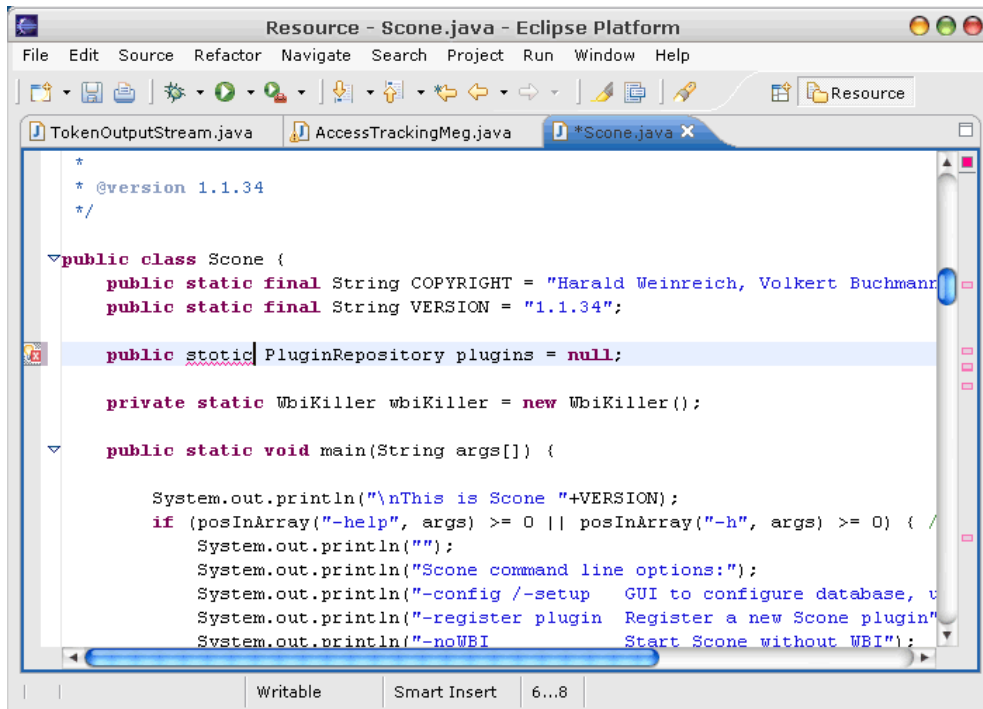 Resource - Scone.java - Eclipse Platform
File Edit Source Refactor Navigate Search Project Run Window Help
Resource
TokenOutputStream.java AccessTrackingMeg.java *Scone.java
*
* @version 1.1.34
*/
public class Scone {
public static final String COPYRIGHT = "Harald Weinreich, Volkert Buchmann
public static final String VERSION = "1.1.34";
public stotic PluginRepository plugins = null;
private static WbiKiller wbiKiller = new WbiKiller();
public static void main(String args[]) {
System.out.println("\nThis is Scone "+VERSION);
if (posInArray("-help", args) >= 0 || posInArray("-h", args) >= 0) { /
System.out.println("");
System.out.println("Scone command line options:");
System.out.println("-config /-setup GUI to configure database, u
System.out.println("-register plugin Register a new Scone plugin"
System.out.println("-noWBI Start Scone without WBI");
Writable Smart Insert 6...8